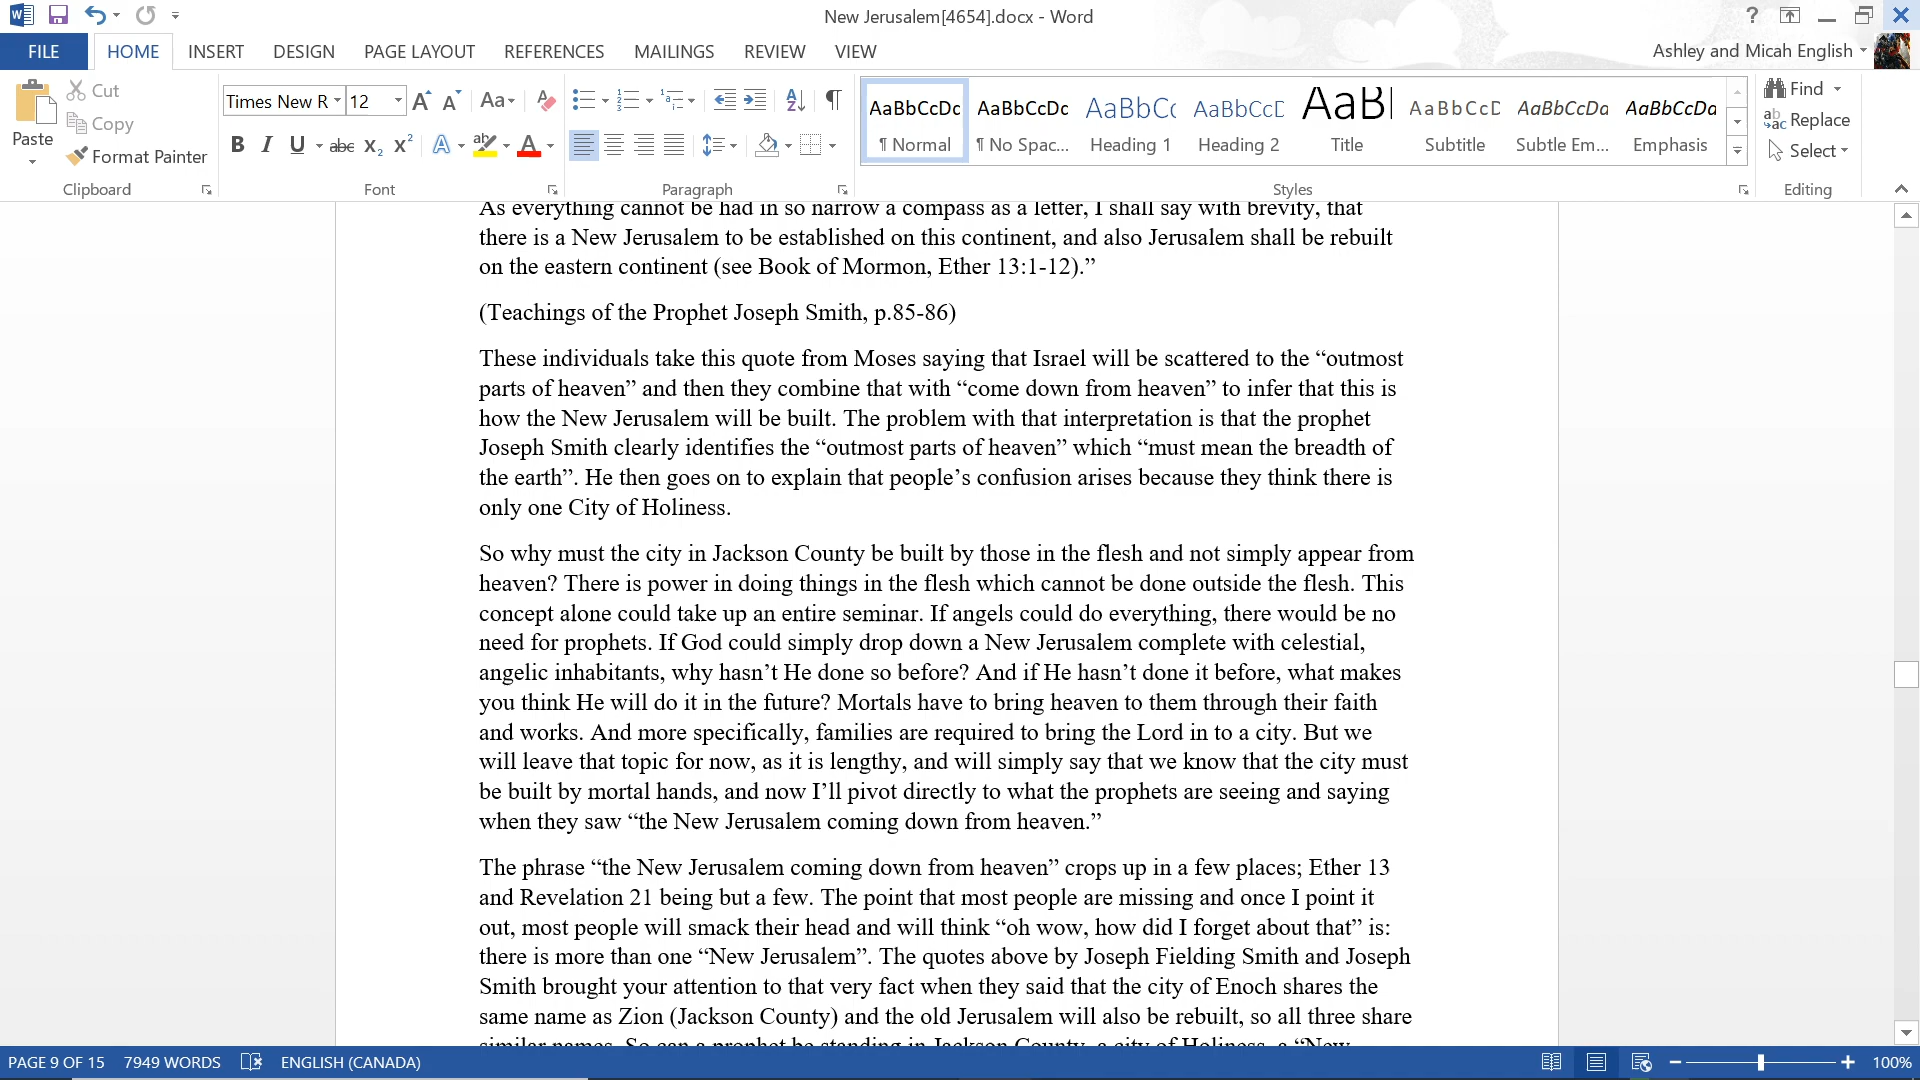 New Jerusalem[4654].docx - Word
?
FILE HOME INSERT DESIGN PAGE LAYOUT REFERENCES MAILINGS REVIEW VIEW
Ashley and Micah English
Paste
Cut
Copy
Format Painter
Clipboard
Times New R 12
Font
Paragraph
AaBbCcDc AaBbCcDc AaBbCc AaBbCcD AaBl AaBbCcD AaBbCcDa AaBbCcDa
¶ Normal ¶ No Spac... Heading 1 Heading 2 Title Subtitle Subtle Em... Emphasis
Styles
Find
Replace
Select
Editing
As everything cannot be had in so narrow a compass as a letter, I shall say with brevity, that
there is a New Jerusalem to be established on this continent, and also Jerusalem shall be rebuilt
on the eastern continent (see Book of Mormon, Ether 13:1-12).”
(Teachings of the Prophet Joseph Smith, p.85-86)
These individuals take this quote from Moses saying that Israel will be scattered to the “outmost
parts of heaven” and then they combine that with “come down from heaven” to infer that this is
how the New Jerusalem will be built. The problem with that interpretation is that the prophet
Joseph Smith clearly identifies the “outmost parts of heaven” which “must mean the breadth of
the earth”. He then goes on to explain that people’s confusion arises because they think there is
only one City of Holiness.
So why must the city in Jackson County be built by those in the flesh and not simply appear from
heaven? There is power in doing things in the flesh which cannot be done outside the flesh. This
concept alone could take up an entire seminar. If angels could do everything, there would be no
need for prophets. If God could simply drop down a New Jerusalem complete with celestial,
angelic inhabitants, why hasn’t He done so before? And if He hasn’t done it before, what makes
you think He will do it in the future? Mortals have to bring heaven to them through their faith
and works. And more specifically, families are required to bring the Lord in to a city. But we
will leave that topic for now, as it is lengthy, and will simply say that we know that the city must
be built by mortal hands, and now I’ll pivot directly to what the prophets are seeing and saying
when they saw “the New Jerusalem coming down from heaven.”
The phrase “the New Jerusalem coming down from heaven” crops up in a few places; Ether 13
and Revelation 21 being but a few. The point that most people are missing and once I point it
out, most people will smack their head and will think “oh wow, how did I forget about that” is:
there is more than one “New Jerusalem”. The quotes above by Joseph Fielding Smith and Joseph
Smith brought your attention to that very fact when they said that the city of Enoch shares the
same name as Zion (Jackson County) and the old Jerusalem will also be rebuilt, so all three share
similar names. So can a prophet be standing in Jackson County, a city of Holiness, a “New
PAGE 9 OF 15 7949 WORDS ENGLISH (CANADA) 100%